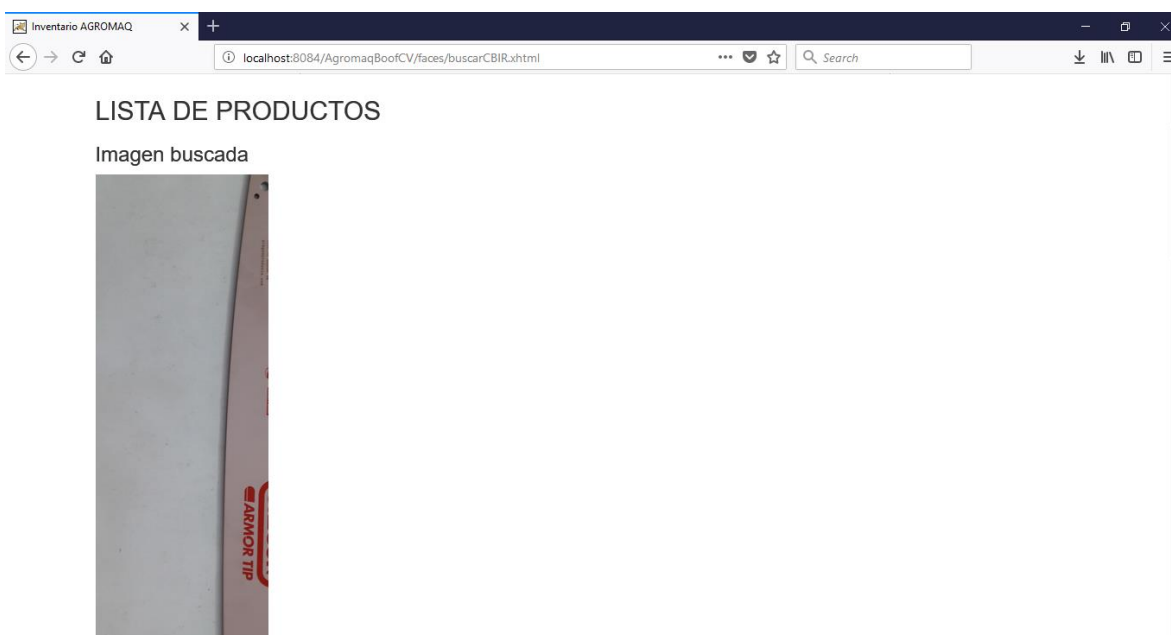 Inventario AGROMAQ
localhost:8084/AgromaqBoofCV/faces/buscarCBIR.xhtml
Search
LISTA DE PRODUCTOS
Imagen buscada
ARMOR TIP